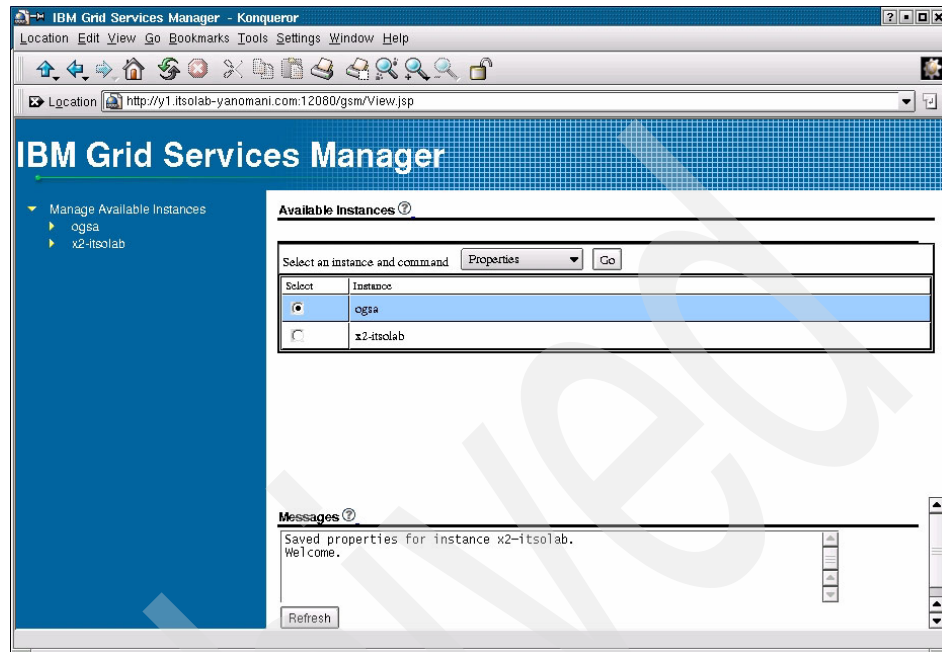 IBM Grid Services Manager - Konqueror
Location Edit View Go Bookmarks Tools Settings Window Help
Location http://y1.itsolab-yanomani.com:12080/gsm/View.jsp
IBM Grid Services Manager
Manage Available Instances
ogsa
x2-itsolab
Available Instances
Select an instance and command Properties Go
Select Instance
ogsa
x2-itsolab
Messages
Saved properties for instance x2-itsolab.
Welcome.
Refresh